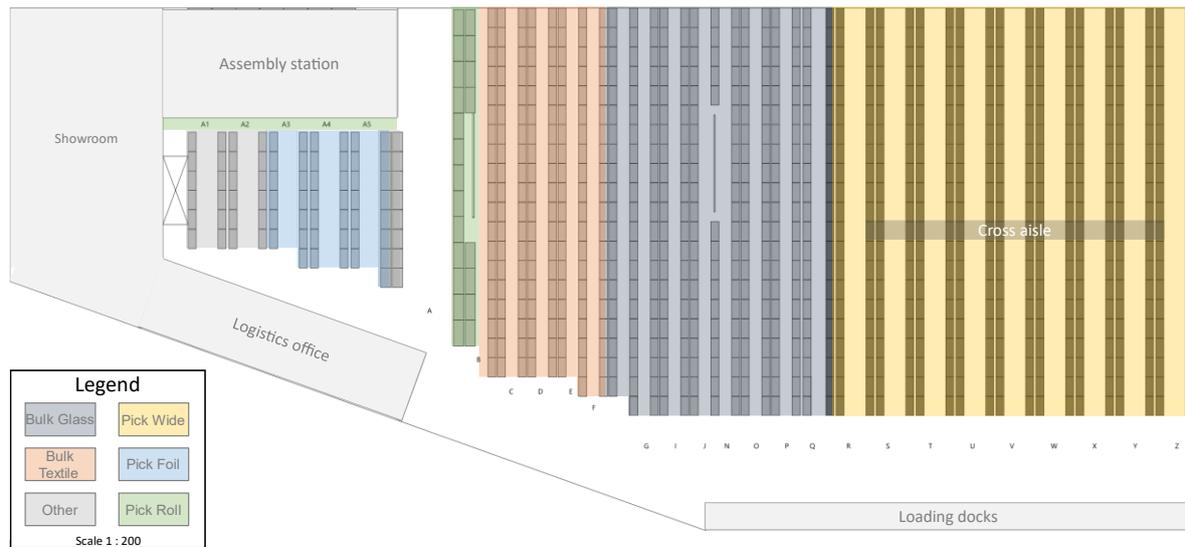 Assembly station
Showroom
A1 A2 A3 A4 A5
Cross aisle
A
Logistics office
B
C D E
F
G I J N O P Q R S T U V W X Y Z
Legend
Bulk Glass
Pick Wide
Bulk
Textile
Pick Foil
Other
Pick Roll
Scale 1 : 200
Loading docks